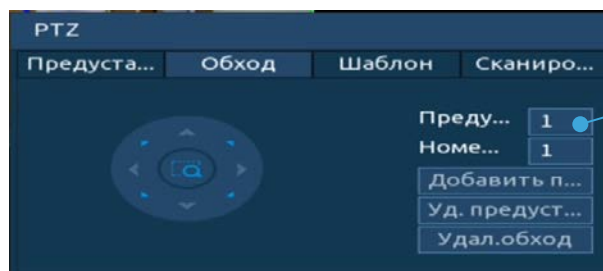 PTZ
Предуста... Обход Шаблон Сканиро...
Преду... 1
Номе... 1
Добавить п...
Уд. предуст...
Удал.обход